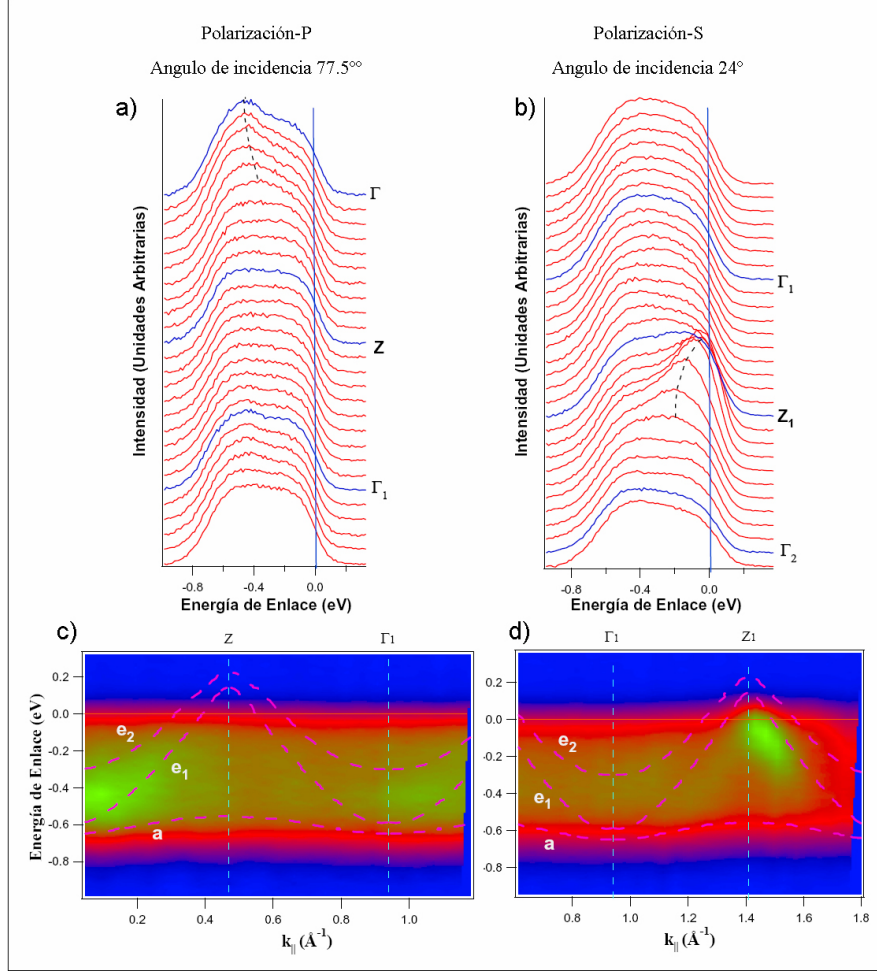 Polarización-P
Angulo de incidencia 77.5°°
Polarización-S
Angulo de incidencia 24°
a)
Intensidad (Unidades Arbitrarias)
Γ
Z
Γ1
-0.8
-0.4
0.0
Energía de Enlace (eV)
b)
Intensidad (Unidades Arbitrarias)
Γ1
Z1
Γ2
-0.8
-0.4
0.0
Energía de Enlace (eV)
c)
Z
Γ1
Energía de Enlace (eV)
0.2
0.0
-0.2
-0.4
-0.6
-0.8
e2
e1
a
0.2
0.4
0.6
0.8
1.0
k|| (Å-1)
d)
Γ1
Z1
0.2
0.0
-0.2
-0.4
-0.6
-0.8
e2
e1
a
0.8
1.0
1.2
1.4
1.6
1.8
k|| (Å-1)